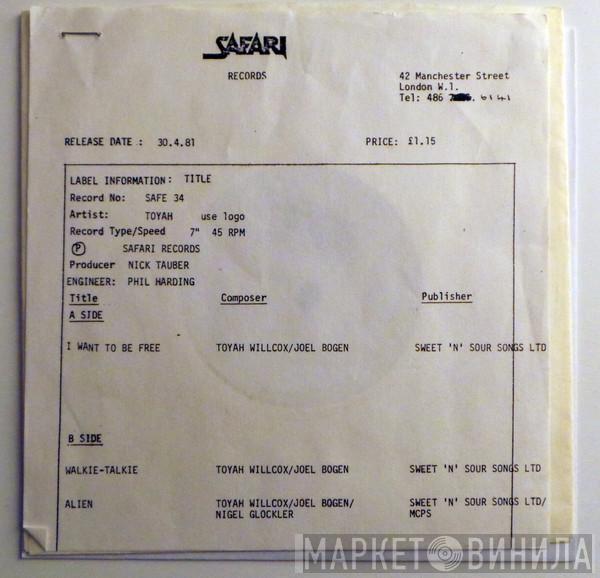 SAFARI
RECORDS
42 Manchester Street
London W.1.
Tel: 486 6141
RELEASE DATE : 30.4.81 PRICE: £1.15
LABEL INFORMATION: TITLE
Record No: SAFE 34
Artist: TOYAH use logo
Record Type/Speed 7" 45 RPM
Ⓟ SAFARI RECORDS
Producer NICK TAUBER
ENGINEER: PHIL HARDING
Title Composer Publisher
A SIDE
I WANT TO BE FREE TOYAH WILLCOX/JOEL BOGEN SWEET 'N' SOUR SONGS LTD
B SIDE
WALKIE-TALKIE TOYAH WILLCOX/JOEL BOGEN SWEET 'N' SOUR SONGS LTD
ALIEN TOYAH WILLCOX/JOEL BOGEN/ SWEET 'N' SOUR SONGS LTD/
NIGEL GLOCKLER MCPS
МАРКЕТ ВИНИЛА